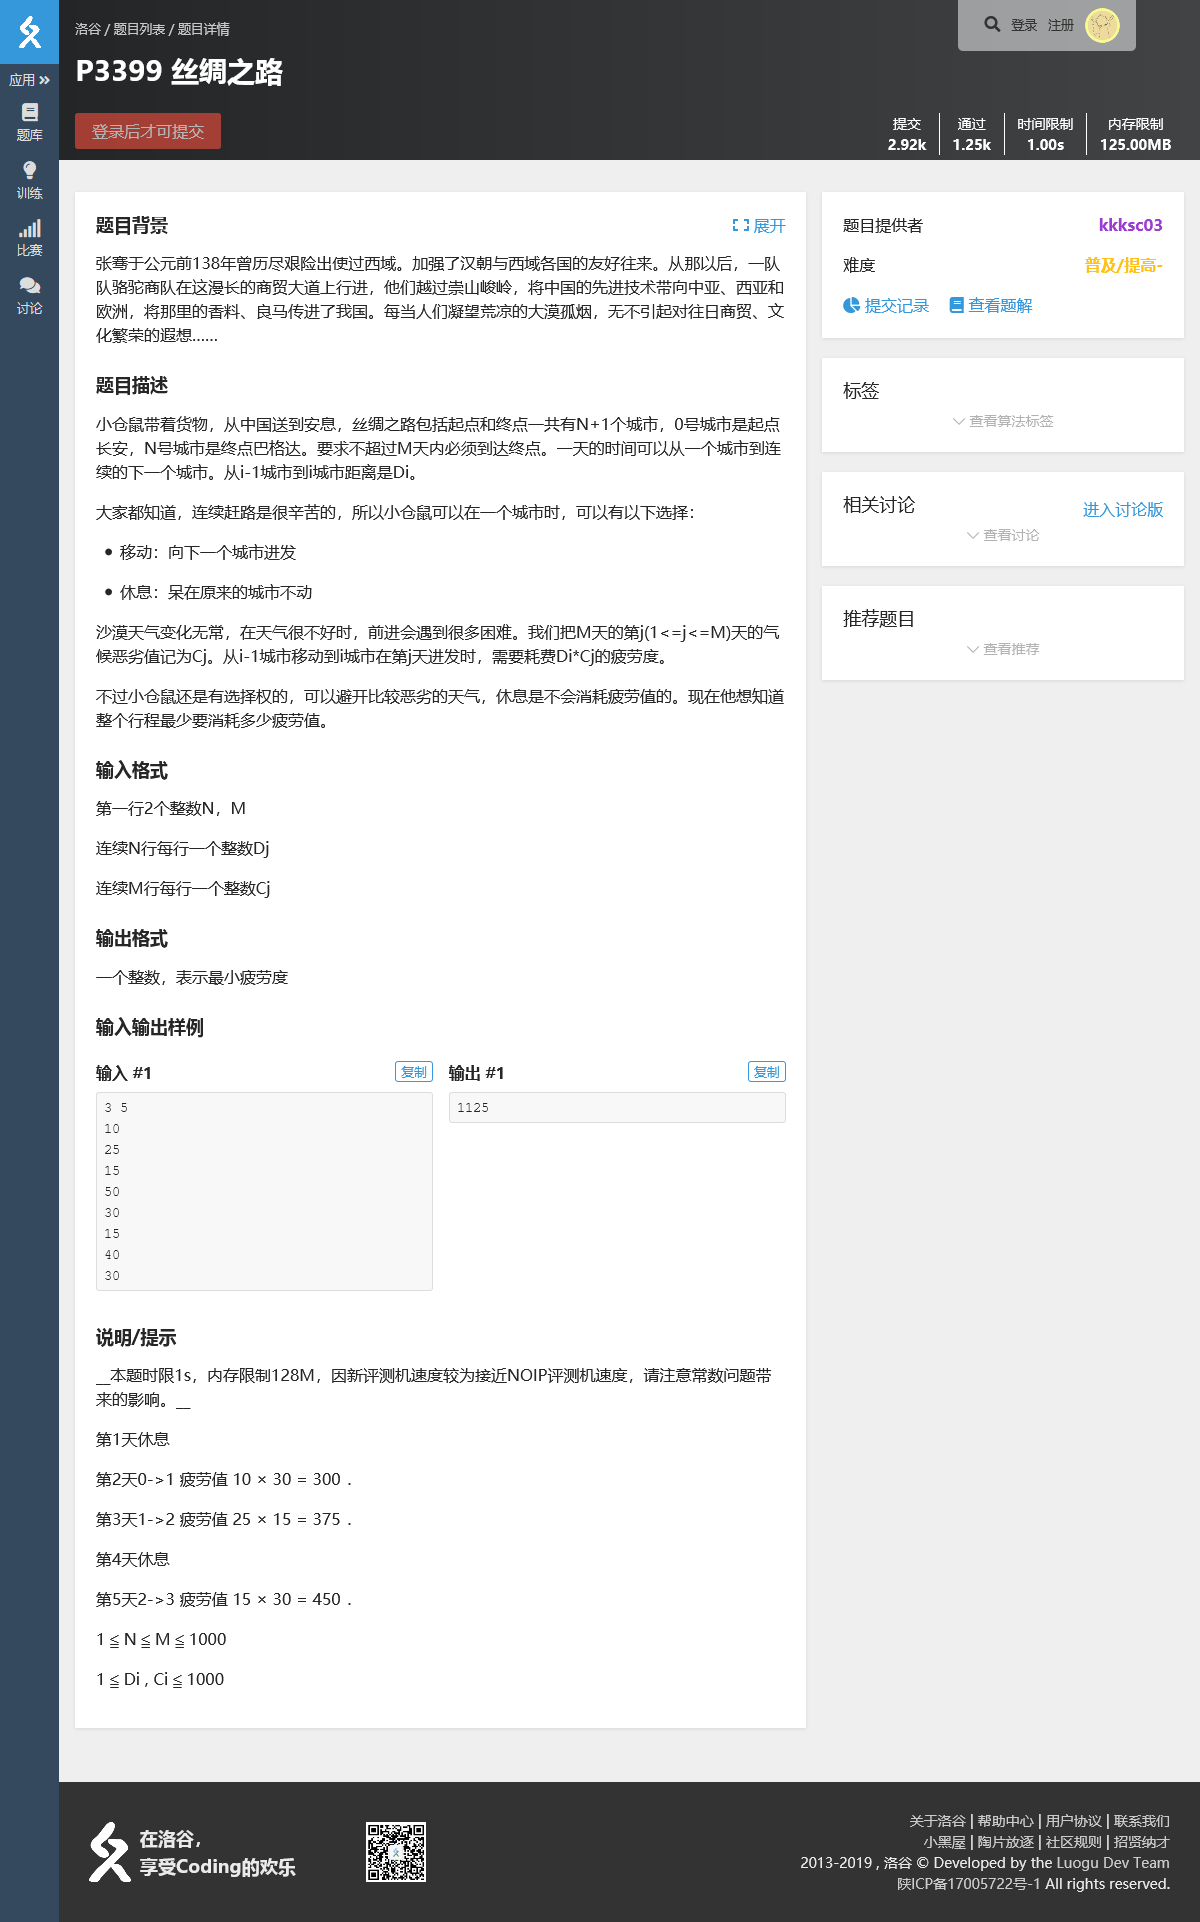 洛谷 / 题目列表 / 题目详情
登录 注册
P3399 丝绸之路
登录后才可提交
提交 通过 时间限制 内存限制
2.92k 1.25k 1.00s 125.00MB
应用
题库
训练
比赛
讨论
题目背景
展开
张骞于公元前138年曾历尽艰险出使过西域。加强了汉朝与西域各国的友好往来。从那以后，一队
队骆驼商队在这漫长的商贸大道上行进，他们越过崇山峻岭，将中国的先进技术带向中亚、西亚和
欧洲，将那里的香料、良马传进了我国。每当人们凝望荒凉的大漠孤烟，无不引起对往日商贸、文
化繁荣的遐想……
题目描述
小仓鼠带着货物，从中国送到安息，丝绸之路包括起点和终点一共有N+1个城市，0号城市是起点
长安，N号城市是终点巴格达。要求不超过M天内必须到达终点。一天的时间可以从一个城市到连
续的下一个城市。从i-1城市到i城市距离是Di。
大家都知道，连续赶路是很辛苦的，所以小仓鼠可以在一个城市时，可以有以下选择：
• 移动：向下一个城市进发
• 休息：呆在原来的城市不动
沙漠天气变化无常，在天气很不好时，前进会遇到很多困难。我们把M天的第j(1<=j<=M)天的气
候恶劣值记为Cj。从i-1城市移动到i城市在第j天进发时，需要耗费Di*Cj的疲劳度。
不过小仓鼠还是有选择权的，可以避开比较恶劣的天气，休息是不会消耗疲劳值的。现在他想知道
整个行程最少要消耗多少疲劳值。
输入格式
第一行2个整数N，M
连续N行每行一个整数Dj
连续M行每行一个整数Cj
输出格式
一个整数，表示最小疲劳度
输入输出样例
输入 #1
复制
3 5
10
25
15
50
30
15
40
30
输出 #1
复制
1125
说明/提示
__本题时限1s，内存限制128M，因新评测机速度较为接近NOIP评测机速度，请注意常数问题带
来的影响。__
第1天休息
第2天0->1 疲劳值 10 × 30 = 300 .
第3天1->2 疲劳值 25 × 15 = 375 .
第4天休息
第5天2->3 疲劳值 15 × 30 = 450 .
1 ≦ N ≦ M ≦ 1000
1 ≦ Di , Ci ≦ 1000
题目提供者 kkksc03
难度 普及/提高-
提交记录 查看题解
标签
查看算法标签
相关讨论
进入讨论版
查看讨论
推荐题目
查看推荐
在洛谷，
享受Coding的欢乐
关于洛谷 | 帮助中心 | 用户协议 | 联系我们
小黑屋 | 陶片放逐 | 社区规则 | 招贤纳才
2013-2019 , 洛谷 © Developed by the Luogu Dev Team
陕ICP备17005722号-1 All rights reserved.